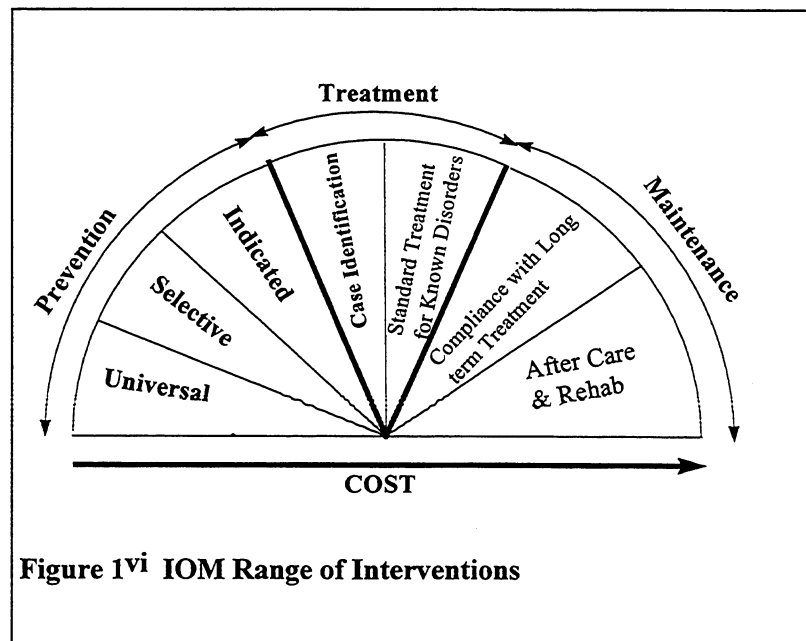 Treatment
Prevention
Maintenance
Universal
Selective
Indicated
Case Identification
Standard Treatment
for Known Disorders
Compliance with Long
term Treatment
After Care
& Rehab
COST
Figure 1vi IOM Range of Interventions